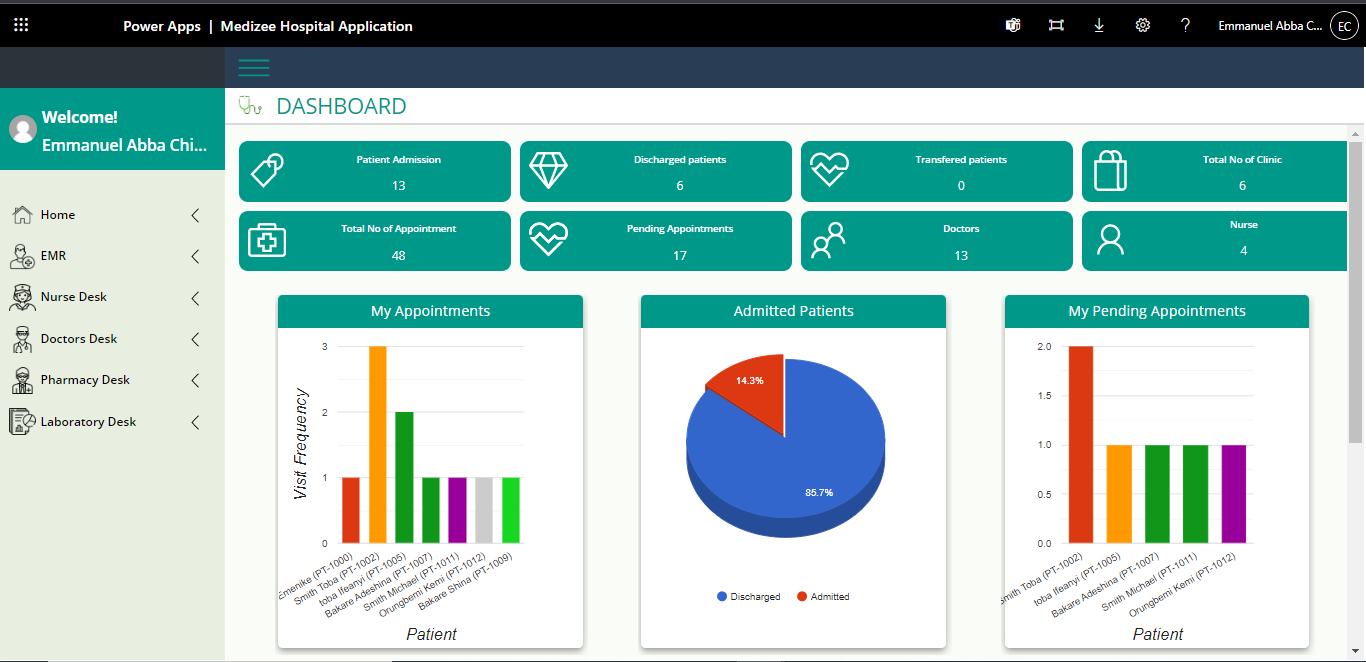 Power Apps | Medizee Hospital Application
Emmanuel Abba C...
EC
Welcome!
Emmanuel Abba Chi...
Home
EMR
Nurse Desk
Doctors Desk
Pharmacy Desk
Laboratory Desk
DASHBOARD
Patient Admission
13
Discharged patients
6
Transfered patients
0
Total No of Clinic
6
Total No of Appointment
48
Pending Appointments
17
Doctors
13
Nurse
4
My Appointments
Visit Frequency
3
2
1
0
Emenike (PT-1000)
Smith Toba (PT-1002)
toba Ifeanyi (PT-1005)
Bakare Adeshina (PT-1007)
Smith Michael (PT-1011)
Orungbemi Kemi (PT-1012)
Bakare Shina (PT-1009)
Patient
Admitted Patients
14.3%
85.7%
Discharged
Admitted
My Pending Appointments
2.0
1.5
1.0
0.5
0.0
Smith Toba (PT-1002)
toba Ifeanyi (PT-1005)
Bakare Adeshina (PT-1007)
Smith Michael (PT-1011)
Orungbemi Kemi (PT-1012)
Patient